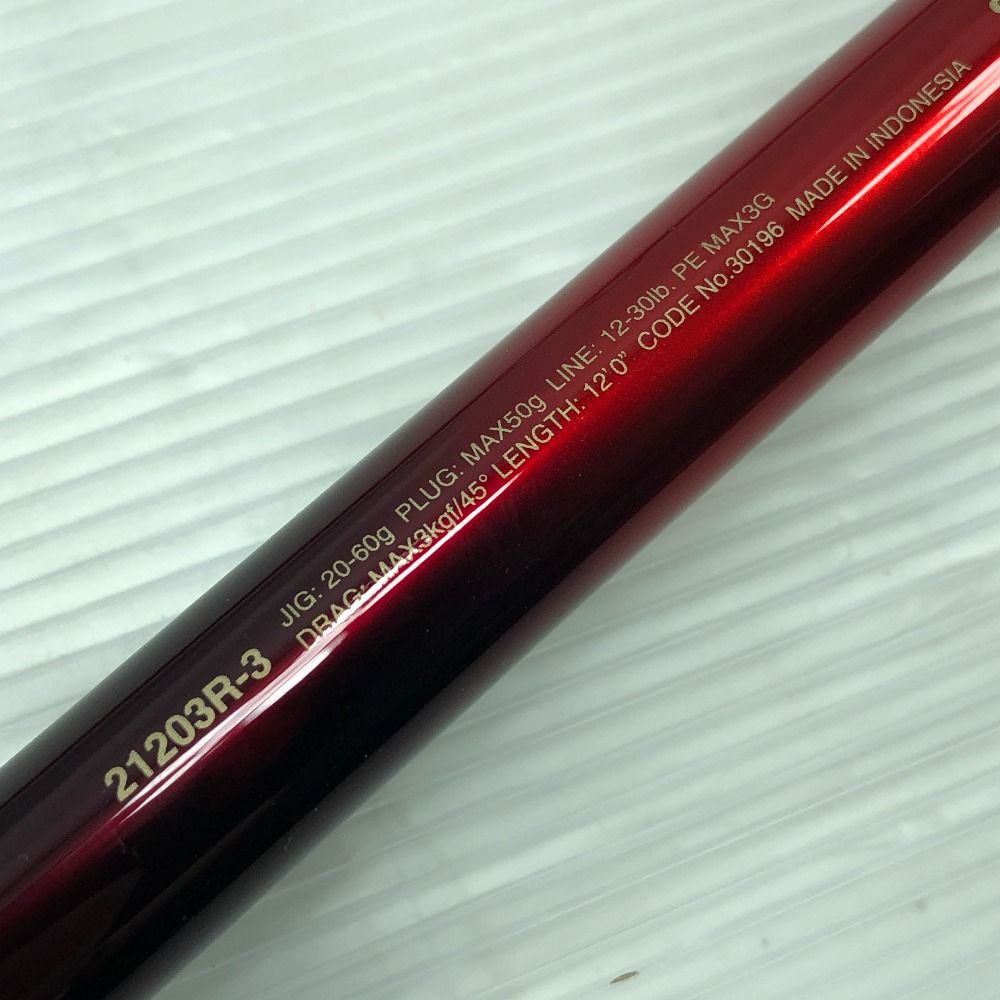 21203R-3
JIG: 20-60g PLUG: MAX50g LINE: 12-30lb. PE MAX3G
DRAG: MAX3kgf/45° LENGTH: 12'0" CODE No.30196 MADE IN INDONESIA